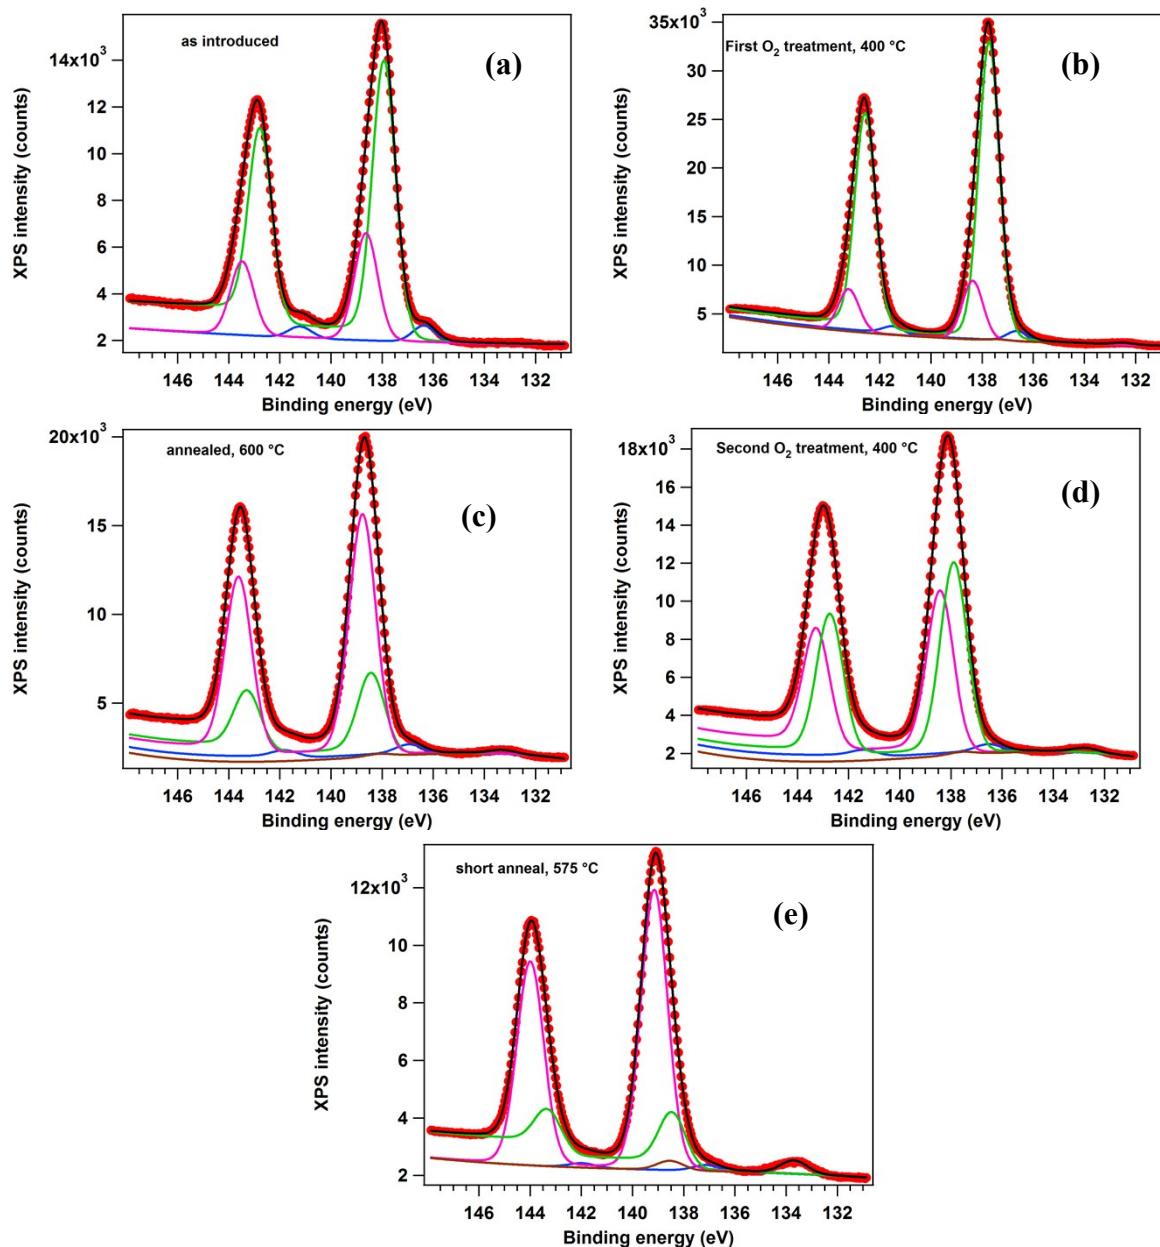 as introduced
(a)
14x10³
12
10
8
6
4
2
XPS intensity (counts)
146 144 142 140 138 136 134 132
Binding energy (eV)
First O₂ treatment, 400 °C
(b)
35x10³
30
25
20
15
10
5
XPS intensity (counts)
146 144 142 140 138 136 134 132
Binding energy (eV)
annealed, 600 °C
(c)
20x10³
15
10
5
XPS intensity (counts)
146 144 142 140 138 136 134 132
Binding energy (eV)
Second O₂ treatment, 400 °C
(d)
18x10³
16
14
12
10
8
6
4
2
XPS intensity (counts)
146 144 142 140 138 136 134 132
Binding energy (eV)
short anneal, 575 °C
(e)
12x10³
10
8
6
4
2
XPS intensity (counts)
146 144 142 140 138 136 134 132
Binding energy (eV)